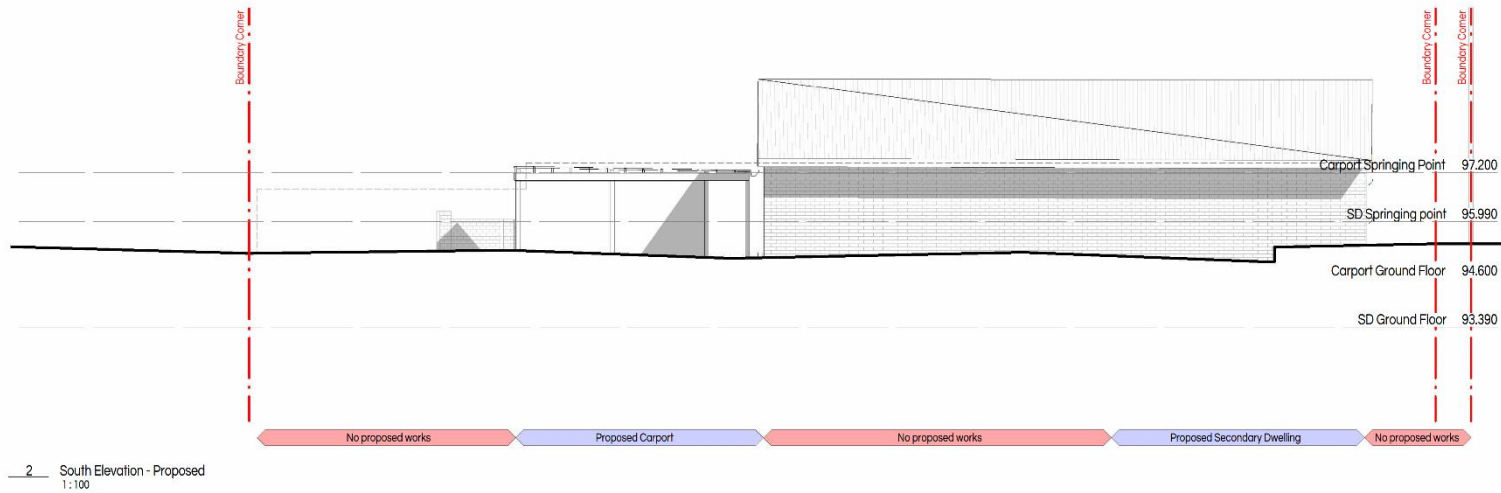 Boundary Corner
Boundary Corner
Boundary Corner
Carport Springing Point 97.200
SD Springing point 95.990
Carport Ground Floor 94.600
SD Ground Floor 93.390
No proposed works
Proposed Carport
No proposed works
Proposed Secondary Dwelling
No proposed works
2 South Elevation - Proposed
1 : 100